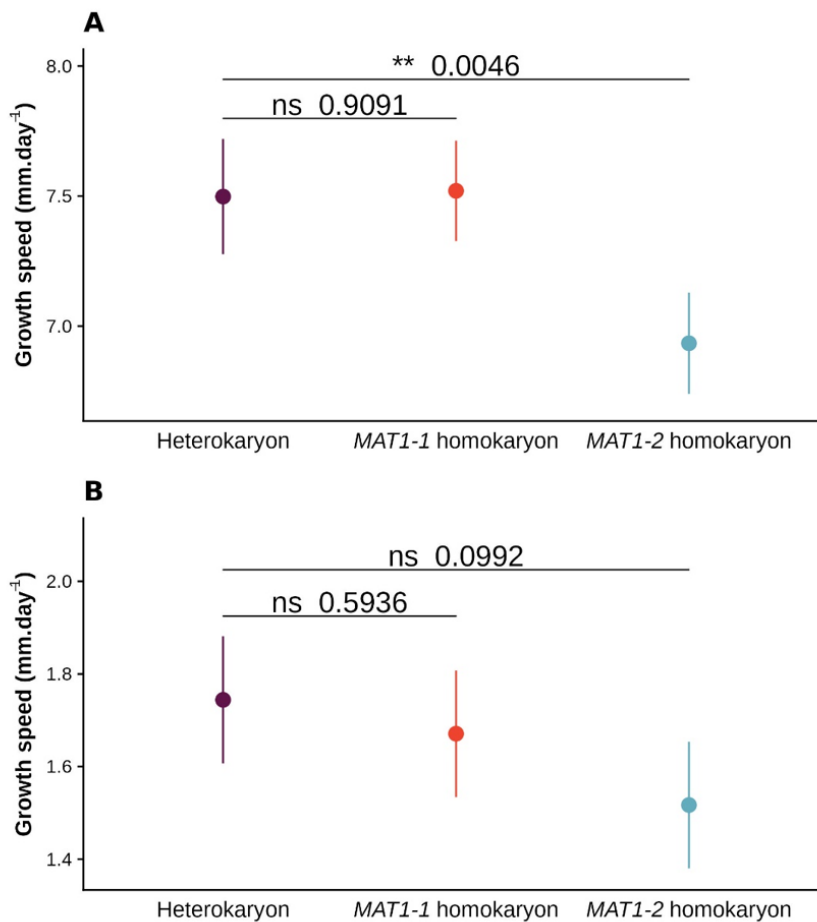 A
Growth speed (mm.day⁻¹)
8.0
7.5
7.0
** 0.0046
ns 0.9091
Heterokaryon MAT1-1 homokaryon MAT1-2 homokaryon
B
Growth speed (mm.day⁻¹)
2.0
1.8
1.6
1.4
ns 0.0992
ns 0.5936
Heterokaryon MAT1-1 homokaryon MAT1-2 homokaryon